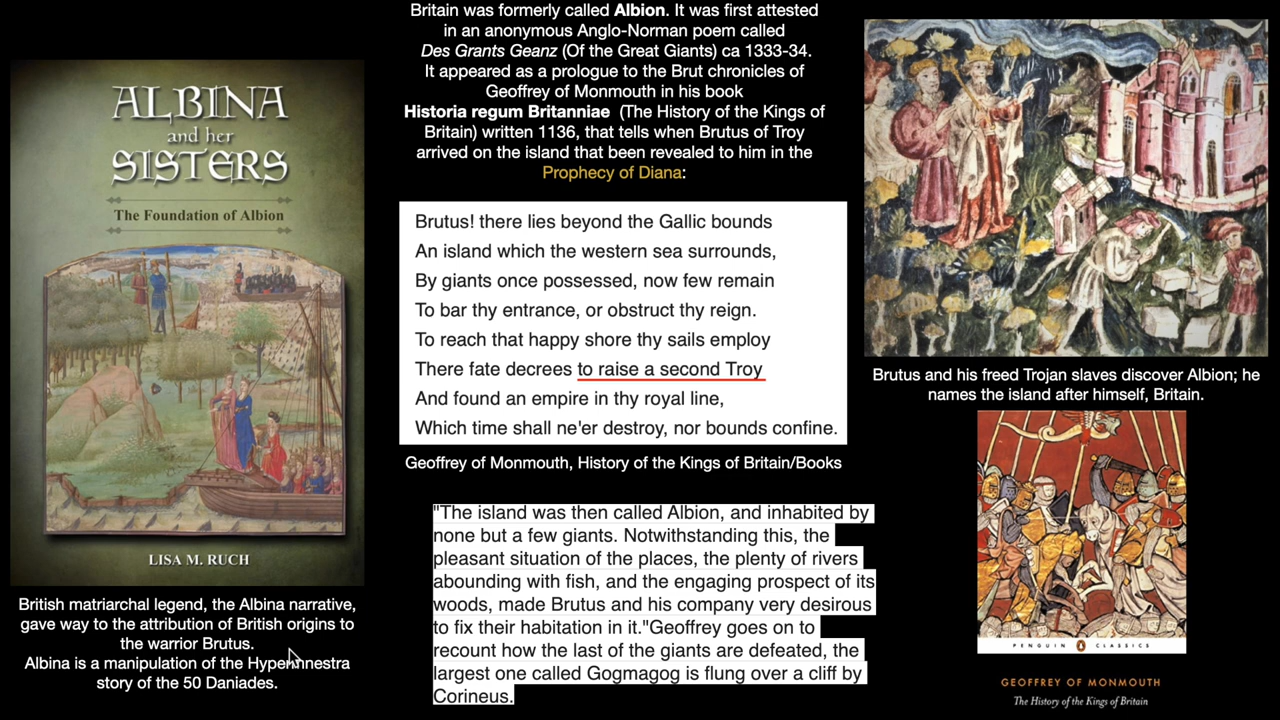 ALBINA
and her
SISTERS
The Foundation of Albion
LISA M. RUCH
British matriarchal legend, the Albina narrative,
gave way to the attribution of British origins to
the warrior Brutus.
Albina is a manipulation of the Hypermnestra
story of the 50 Daniades.
Britain was formerly called Albion. It was first attested
in an anonymous Anglo-Norman poem called
Des Grants Geanz (Of the Great Giants) ca 1333-34.
It appeared as a prologue to the Brut chronicles of
Geoffrey of Monmouth in his book
Historia regum Britanniae (The History of the Kings of
Britain) written 1136, that tells when Brutus of Troy
arrived on the island that been revealed to him in the
Prophecy of Diana:
Brutus! there lies beyond the Gallic bounds
An island which the western sea surrounds,
By giants once possessed, now few remain
To bar thy entrance, or obstruct thy reign.
To reach that happy shore thy sails employ
There fate decrees to raise a second Troy
And found an empire in thy royal line,
Which time shall ne'er destroy, nor bounds confine.
Geoffrey of Monmouth, History of the Kings of Britain/Books
"The island was then called Albion, and inhabited by
none but a few giants. Notwithstanding this, the
pleasant situation of the places, the plenty of rivers
abounding with fish, and the engaging prospect of its
woods, made Brutus and his company very desirous
to fix their habitation in it."Geoffrey goes on to
recount how the last of the giants are defeated, the
largest one called Gogmagog is flung over a cliff by
Corineus.
Brutus and his freed Trojan slaves discover Albion; he
names the island after himself, Britain.
PENGUIN CLASSICS
GEOFFREY OF MONMOUTH
The History of the Kings of Britain